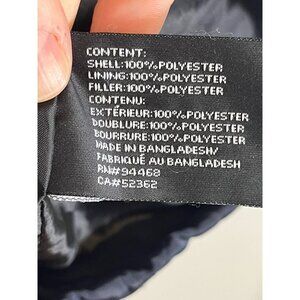 CONTENT:
SHELL:100%POLYESTER
LINING:100%POLYESTER
FILLER:100%POLYESTER
CONTENU:
EXTÉRIEUR:100%POLYESTER
DOUBLURE:100%POLYESTER
BOURRURE:100%POLYESTER
MADE IN BANGLADESH/
FABRIQUÉ AU BANGLADESH
RN#94468
CA#52362